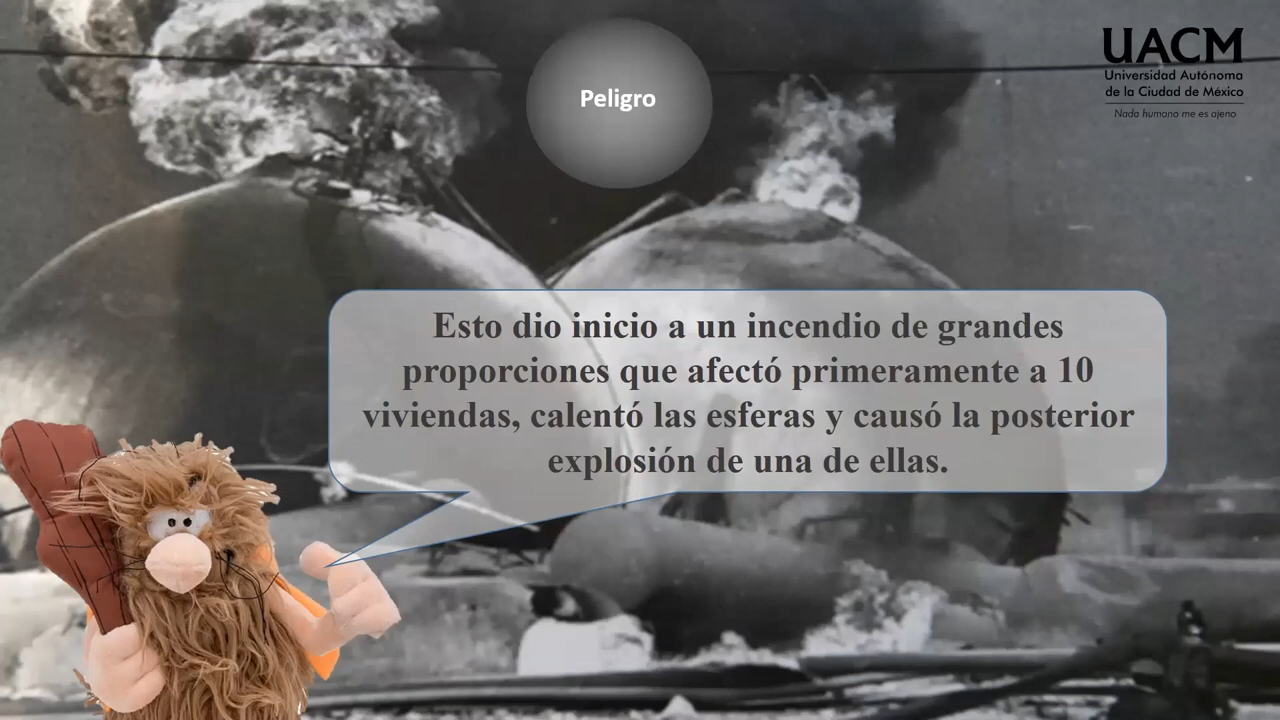 Peligro
UACM
Universidad Autónoma
de la Ciudad de México
Nada humano me es ajeno
Esto dio inicio a un incendio de grandes
proporciones que afectó primeramente a 10
viviendas, calentó las esferas y causó la posterior
explosión de una de ellas.